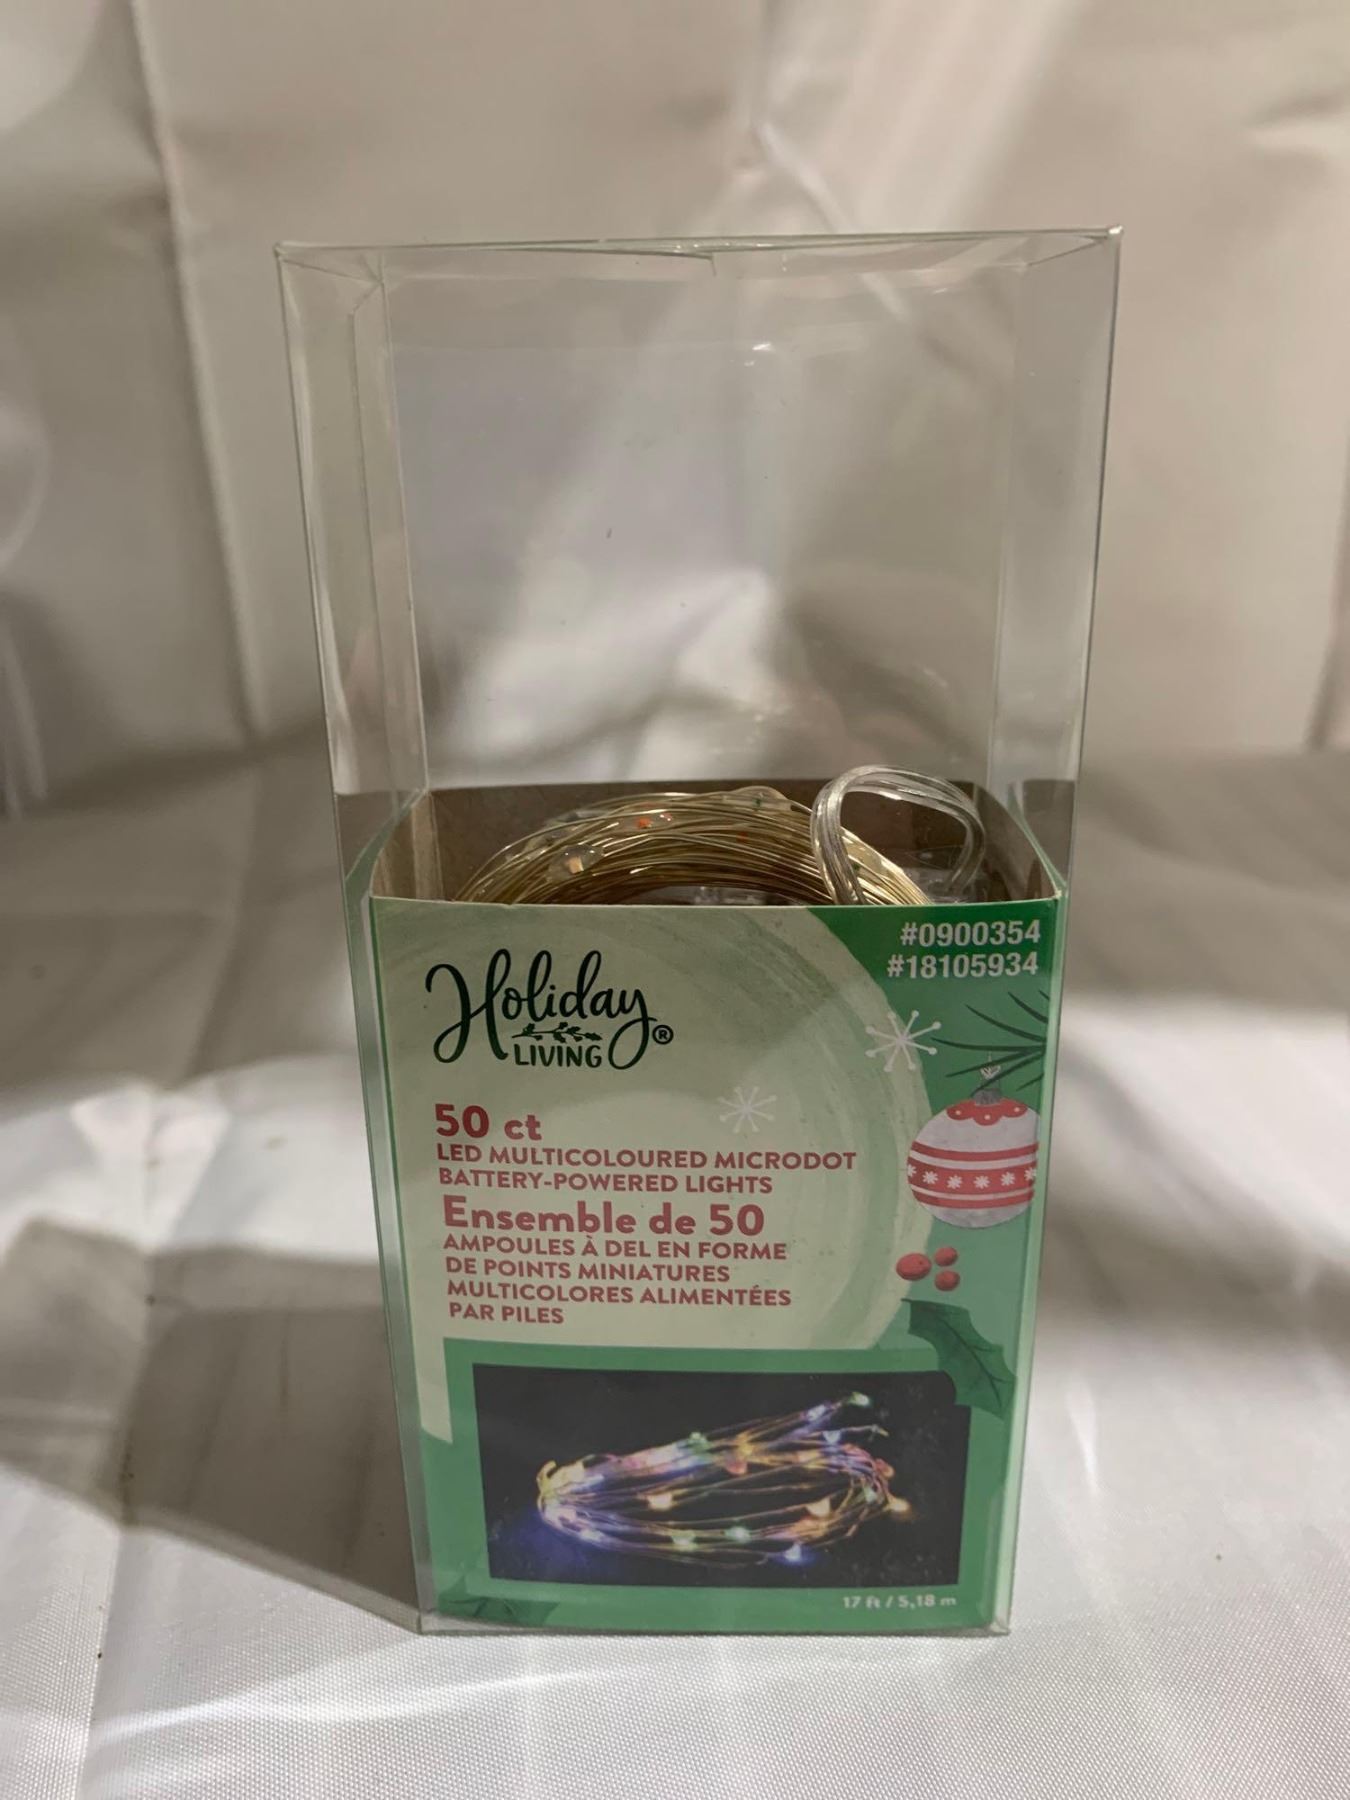 #0900354
#18105934
Holiday
LIVING®
50 ct
LED MULTICOLOURED MICRODOT
BATTERY-POWERED LIGHTS
Ensemble de 50
AMPOULES À DEL EN FORME
DE POINTS MINIATURES
MULTICOLORES ALIMENTÉES
PAR PILES
17 ft / 5,18 m